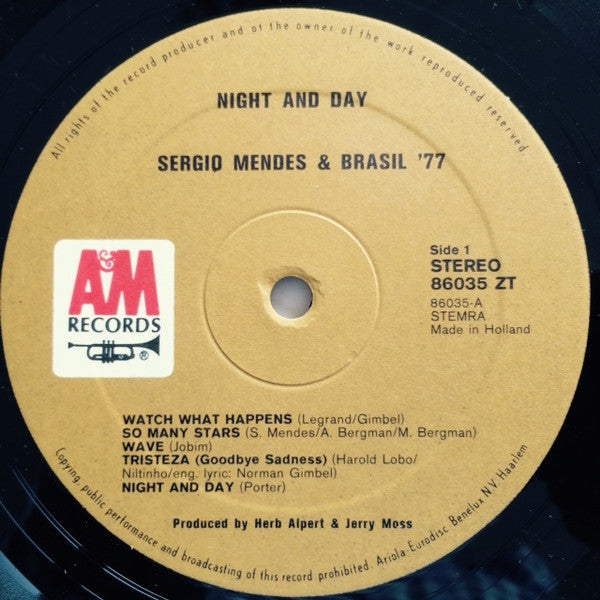 All rights of the record producer and of the owner of the work reproduced reserved.
NIGHT AND DAY
SERGIO MENDES & BRASIL '77
A&M
RECORDS
®
Side 1
STEREO
86035 ZT
86035-A
STEMRA
Made in Holland
WATCH WHAT HAPPENS (Legrand/Gimbel)
SO MANY STARS (S. Mendes/A. Bergman/M. Bergman)
WAVE (Jobim)
TRISTEZA (Goodbye Sadness) (Harold Lobo/
Niltinho/eng. lyric: Norman Gimbel)
NIGHT AND DAY (Porter)
Produced by Herb Alpert & Jerry Moss
Copying, public performance and broadcasting of this record prohibited. Ariola-Eurodisc Benelux N.V. Haarlem